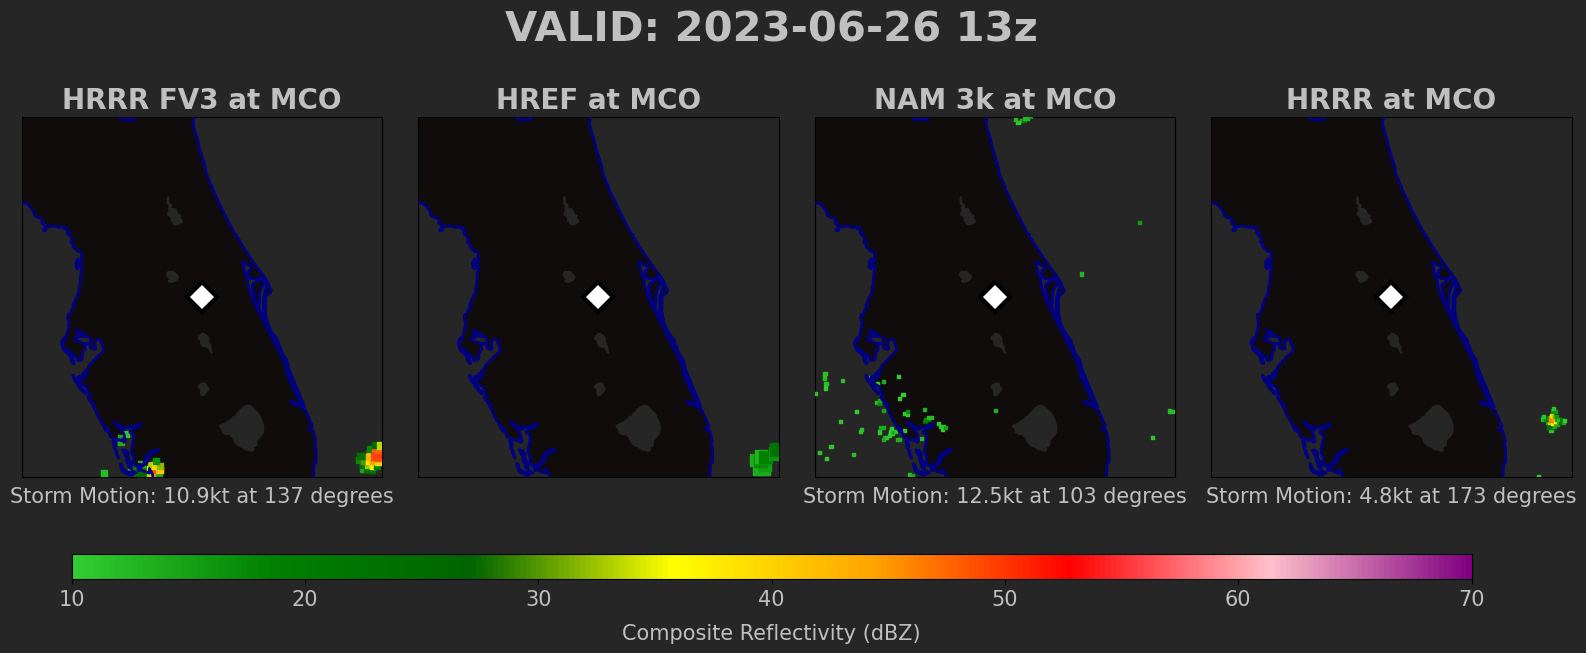 VALID: 2023-06-26 13z
HRRR FV3 at MCO
HREF at MCO
NAM 3k at MCO
HRRR at MCO
Storm Motion: 10.9kt at 137 degrees
Storm Motion: 12.5kt at 103 degrees
Storm Motion: 4.8kt at 173 degrees
10 20 30 40 50 60 70
Composite Reflectivity (dBZ)